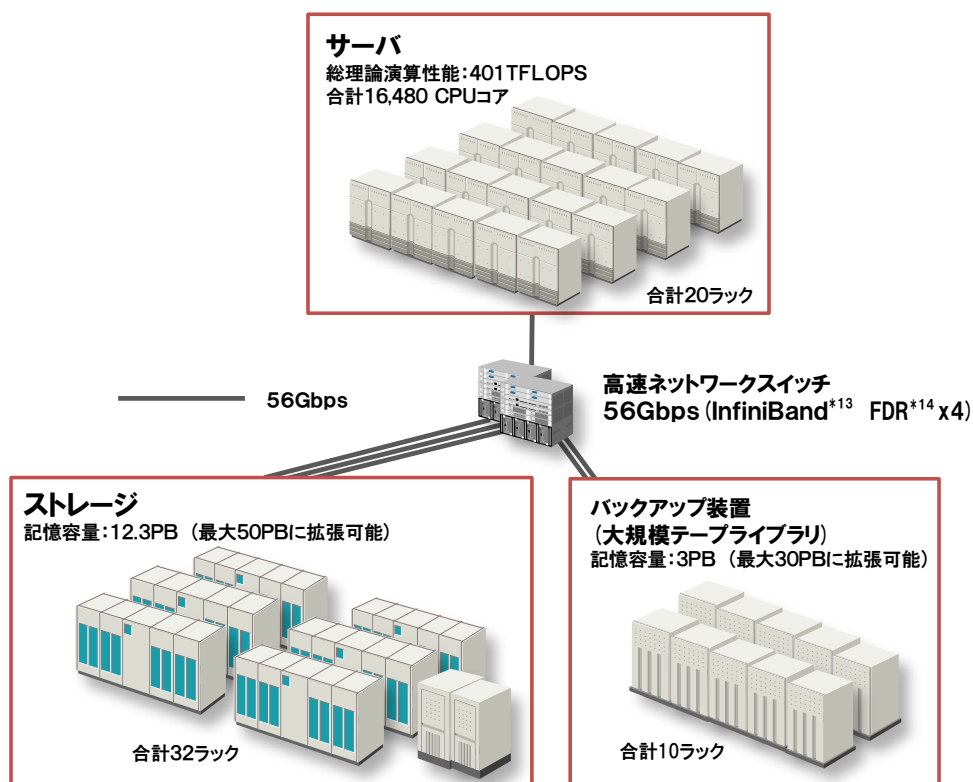 サーバ
総理論演算性能：401TFLOPS
合計16,480 CPUコア
合計20ラック
56Gbps
高速ネットワークスイッチ
56Gbps（InfiniBand*13 FDR*14 x4）
ストレージ
記憶容量：12.3PB （最大50PBに拡張可能）
合計32ラック
バックアップ装置
（大規模テープライブラリ）
記憶容量：3PB （最大30PBに拡張可能）
合計10ラック